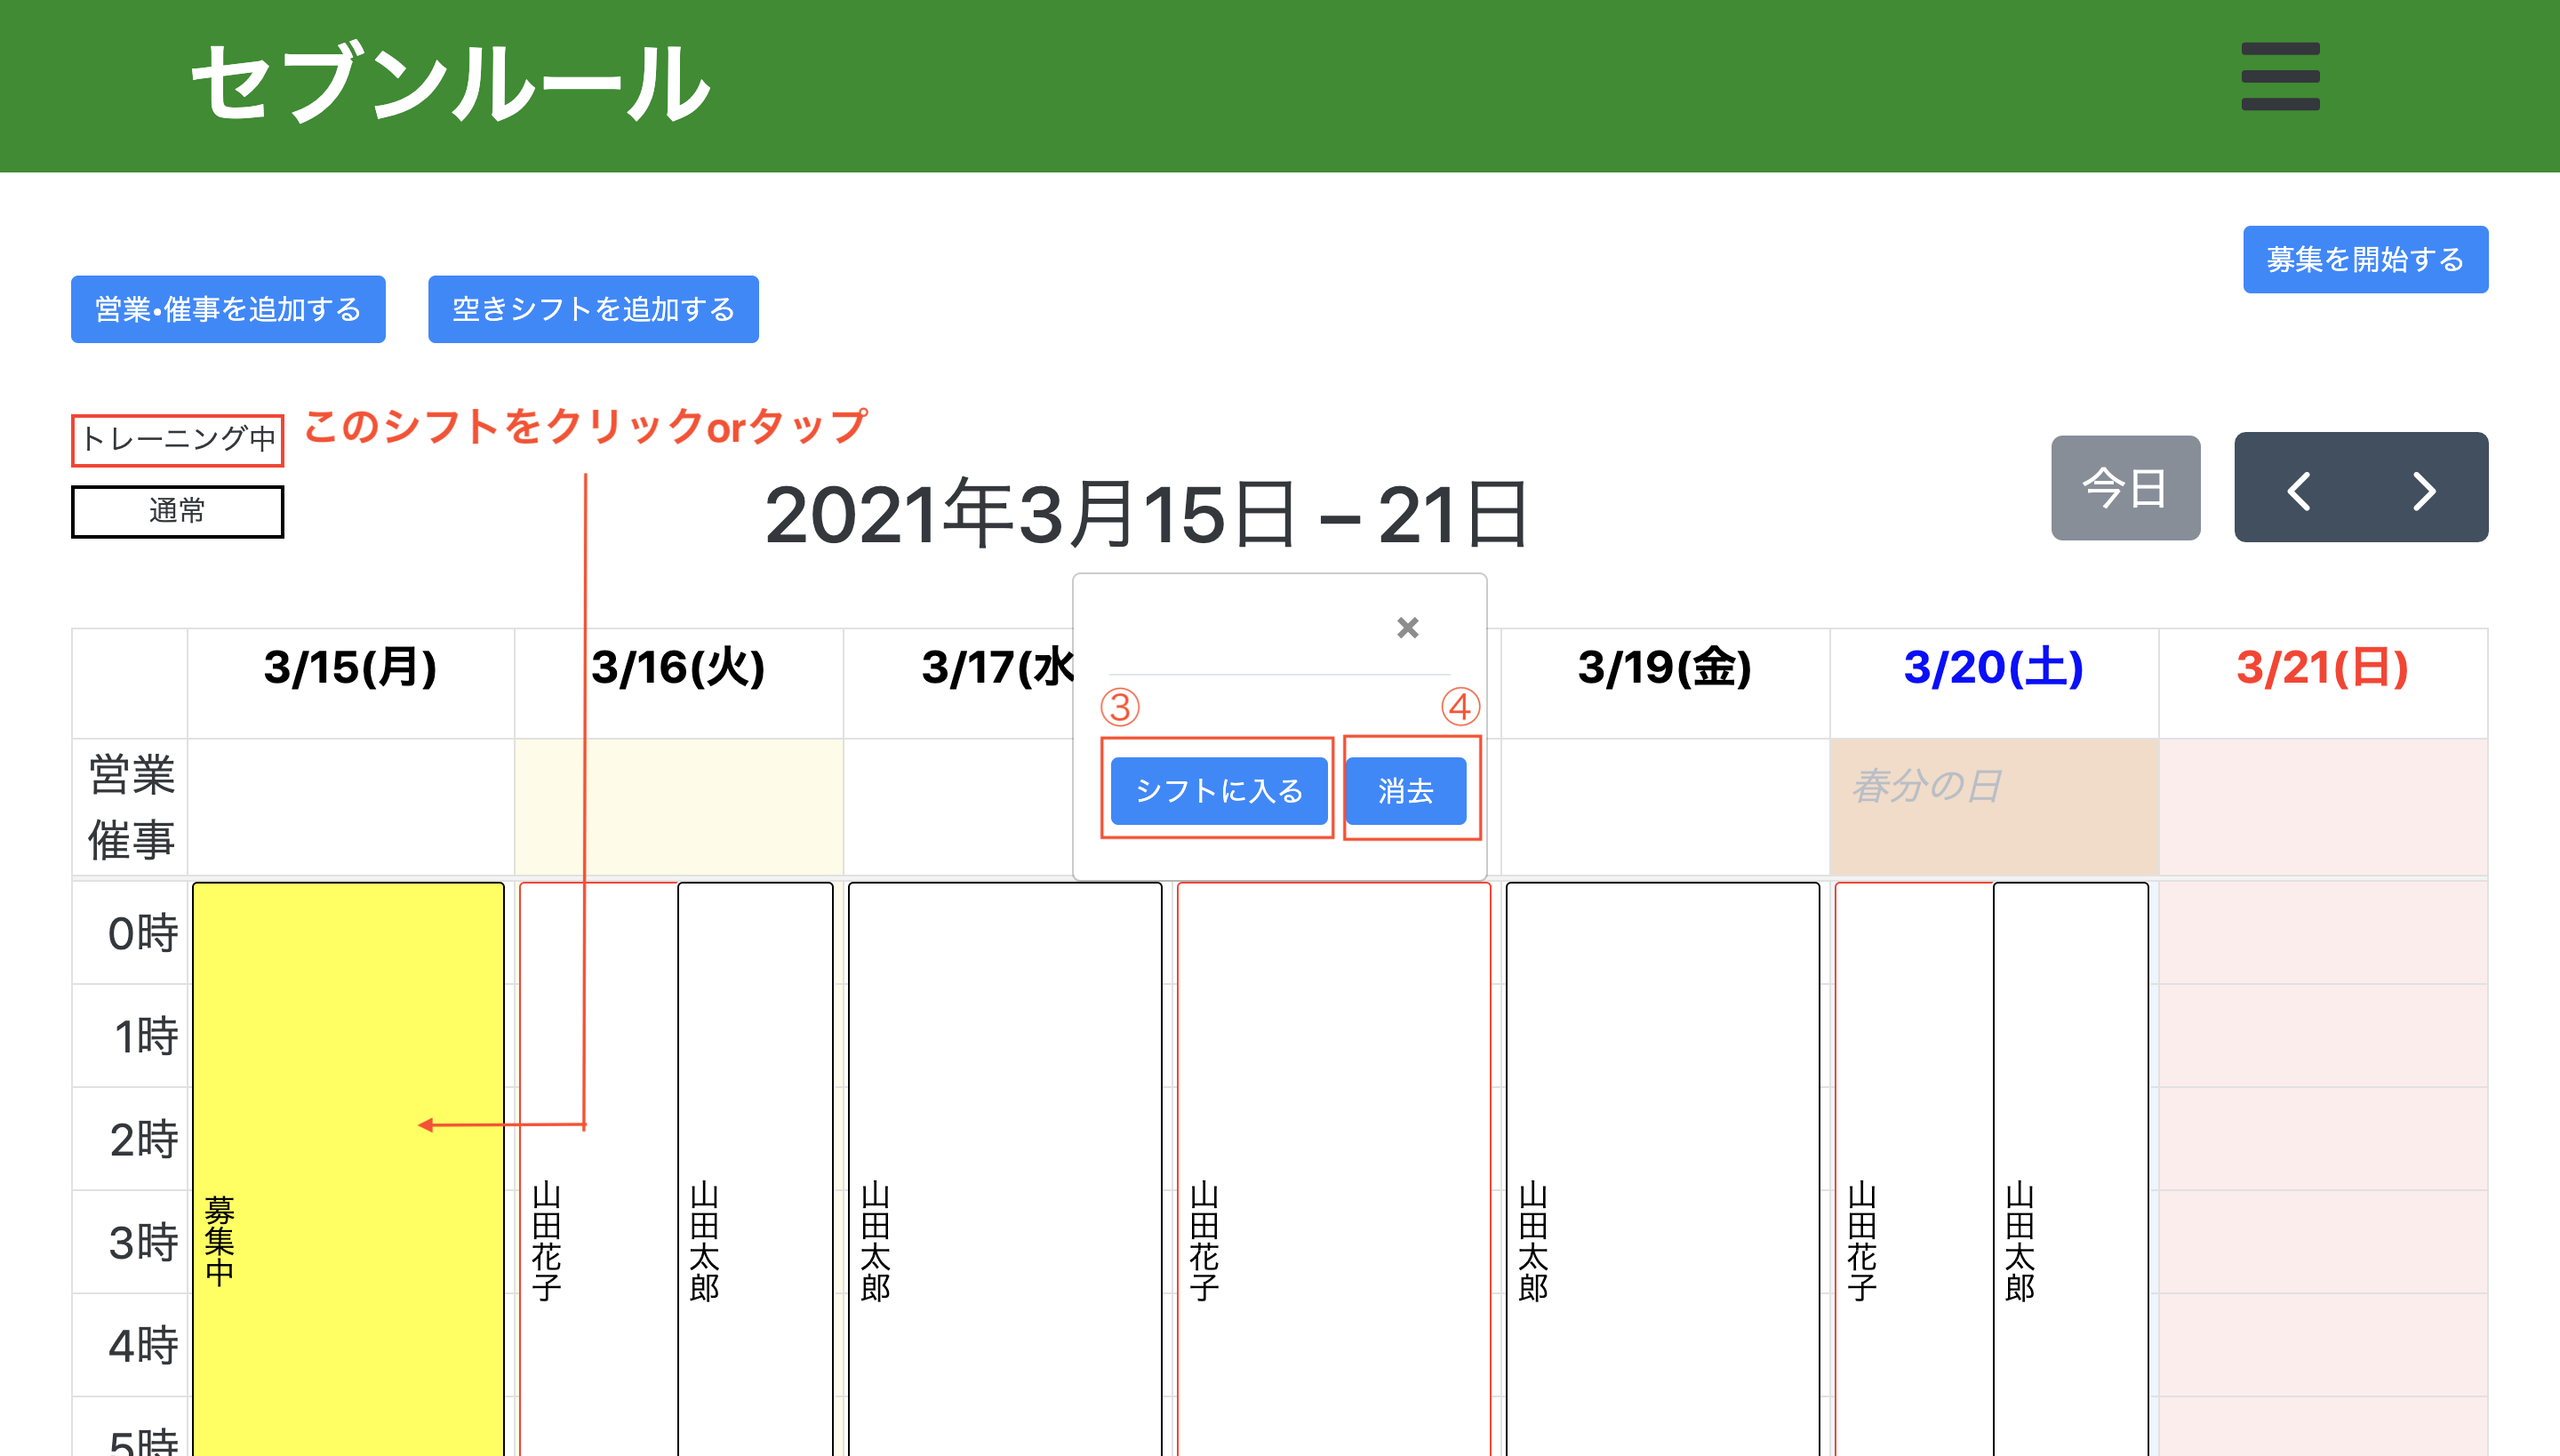 セブンルール
募集を開始する
営業•催事を追加する
空きシフトを追加する
トレーニング中
このシフトをクリックorタップ
通常
2021年3月15日 – 21日
今日
×
3/15(月)
3/16(火)
3/17(水
3/19(金)
3/20(土)
3/21(日)
③
④
シフトに入る
消去
営業
催事
春分の日
0時
1時
2時
3時
4時
5時
募集中
山田花子
山田太郎
山田太郎
山田花子
山田太郎
山田花子
山田太郎